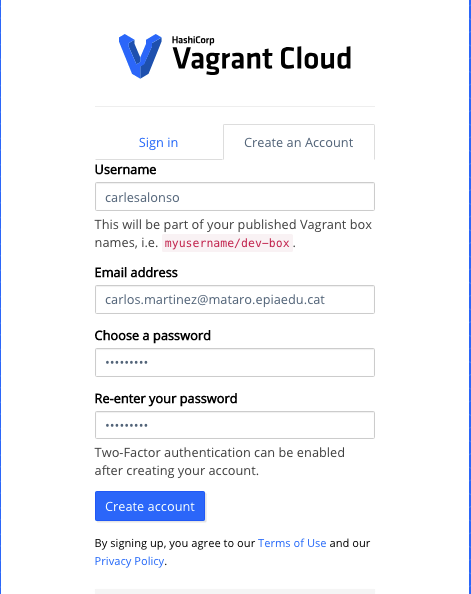 HashiCorp
Vagrant Cloud
Sign in
Create an Account
Username
carlesalonso
This will be part of your published Vagrant box
names, i.e. myusername/dev-box.
Email address
carlos.martinez@mataro.epiaedu.cat
Choose a password
•••••••••
Re-enter your password
•••••••••
Two-Factor authentication can be enabled
after creating your account.
Create account
By signing up, you agree to our Terms of Use and our
Privacy Policy.